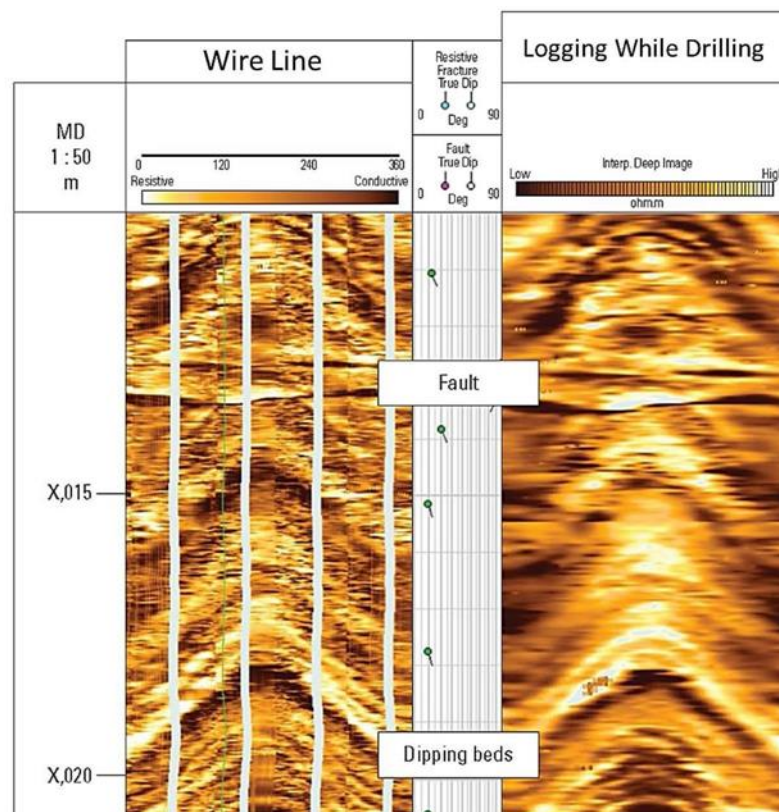 Wire Line
Logging While Drilling
Resistive
Fracture
True Dip
0 90
Deg
MD
1 : 50
m
0 120 240 360
Resistive Conductive
Fault
True Dip
0 90
Deg
Interp. Deep Image
Low High
ohm.m
Fault
X,015
Dipping beds
X,020